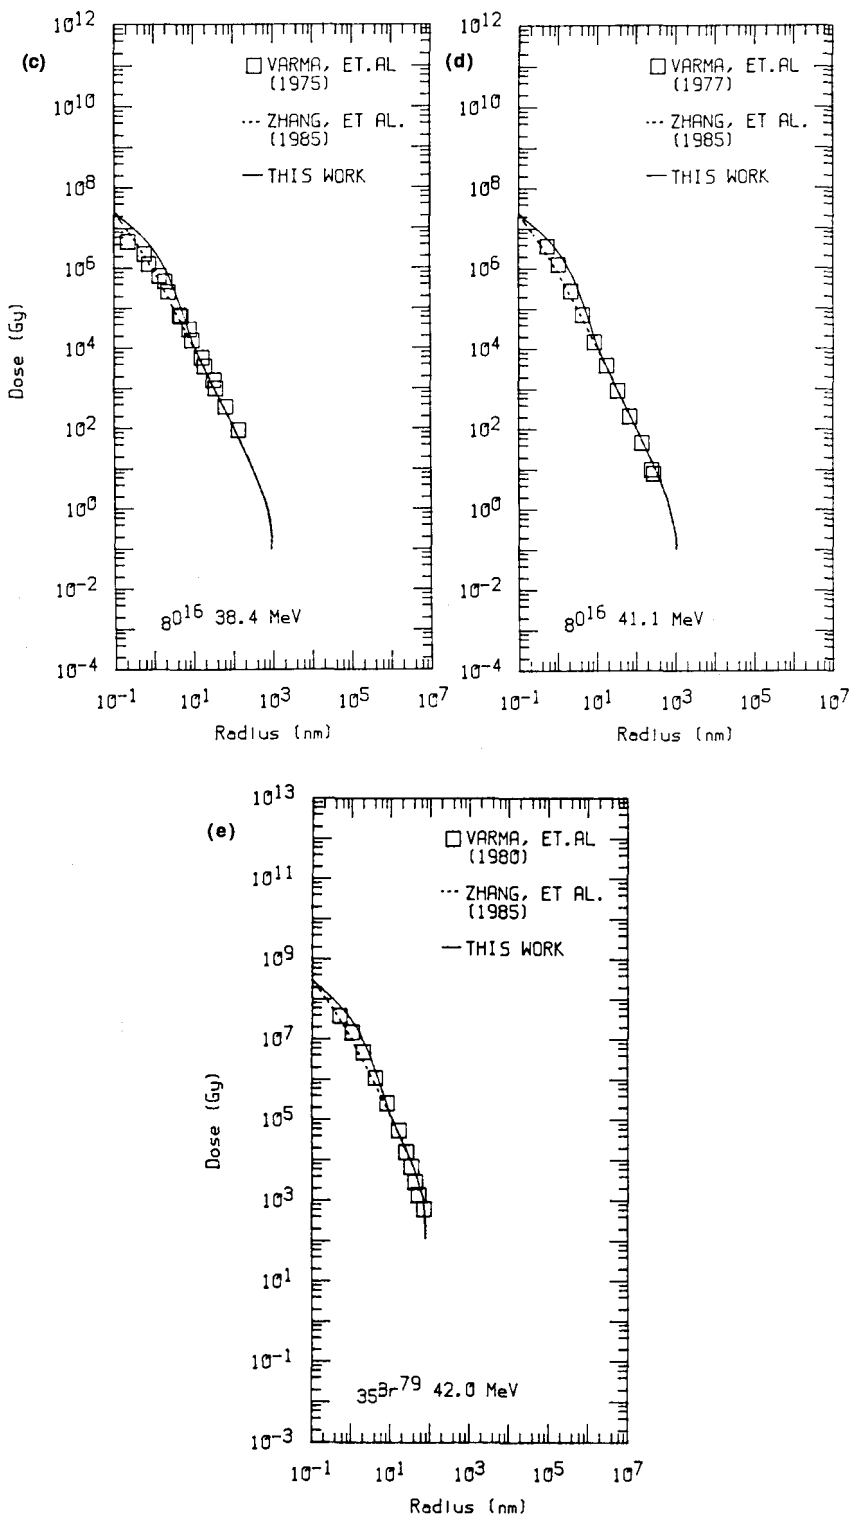 (c)
10^12
10^10
10^8
10^6
10^4
10^2
10^0
10^-2
10^-4
Dose (Gy)
VARMA, ET.AL
(1975)
ZHANG, ET AL.
(1985)
THIS WORK
8O16 38.4 MeV
10^-1 10^1 10^3 10^5 10^7
Radius (nm)
(d)
10^12
10^10
10^8
10^6
10^4
10^2
10^0
10^-2
10^-4
VARMA, ET.AL
(1977)
ZHANG, ET AL.
(1985)
THIS WORK
8O16 41.1 MeV
10^-1 10^1 10^3 10^5 10^7
Radius (nm)
(e)
10^13
10^11
10^9
10^7
10^5
10^3
10^1
10^-1
10^-3
Dose (Gy)
VARMA, ET.AL
(1980)
ZHANG, ET AL.
(1985)
THIS WORK
35Br79 42.0 MeV
10^-1 10^1 10^3 10^5 10^7
Radius (nm)